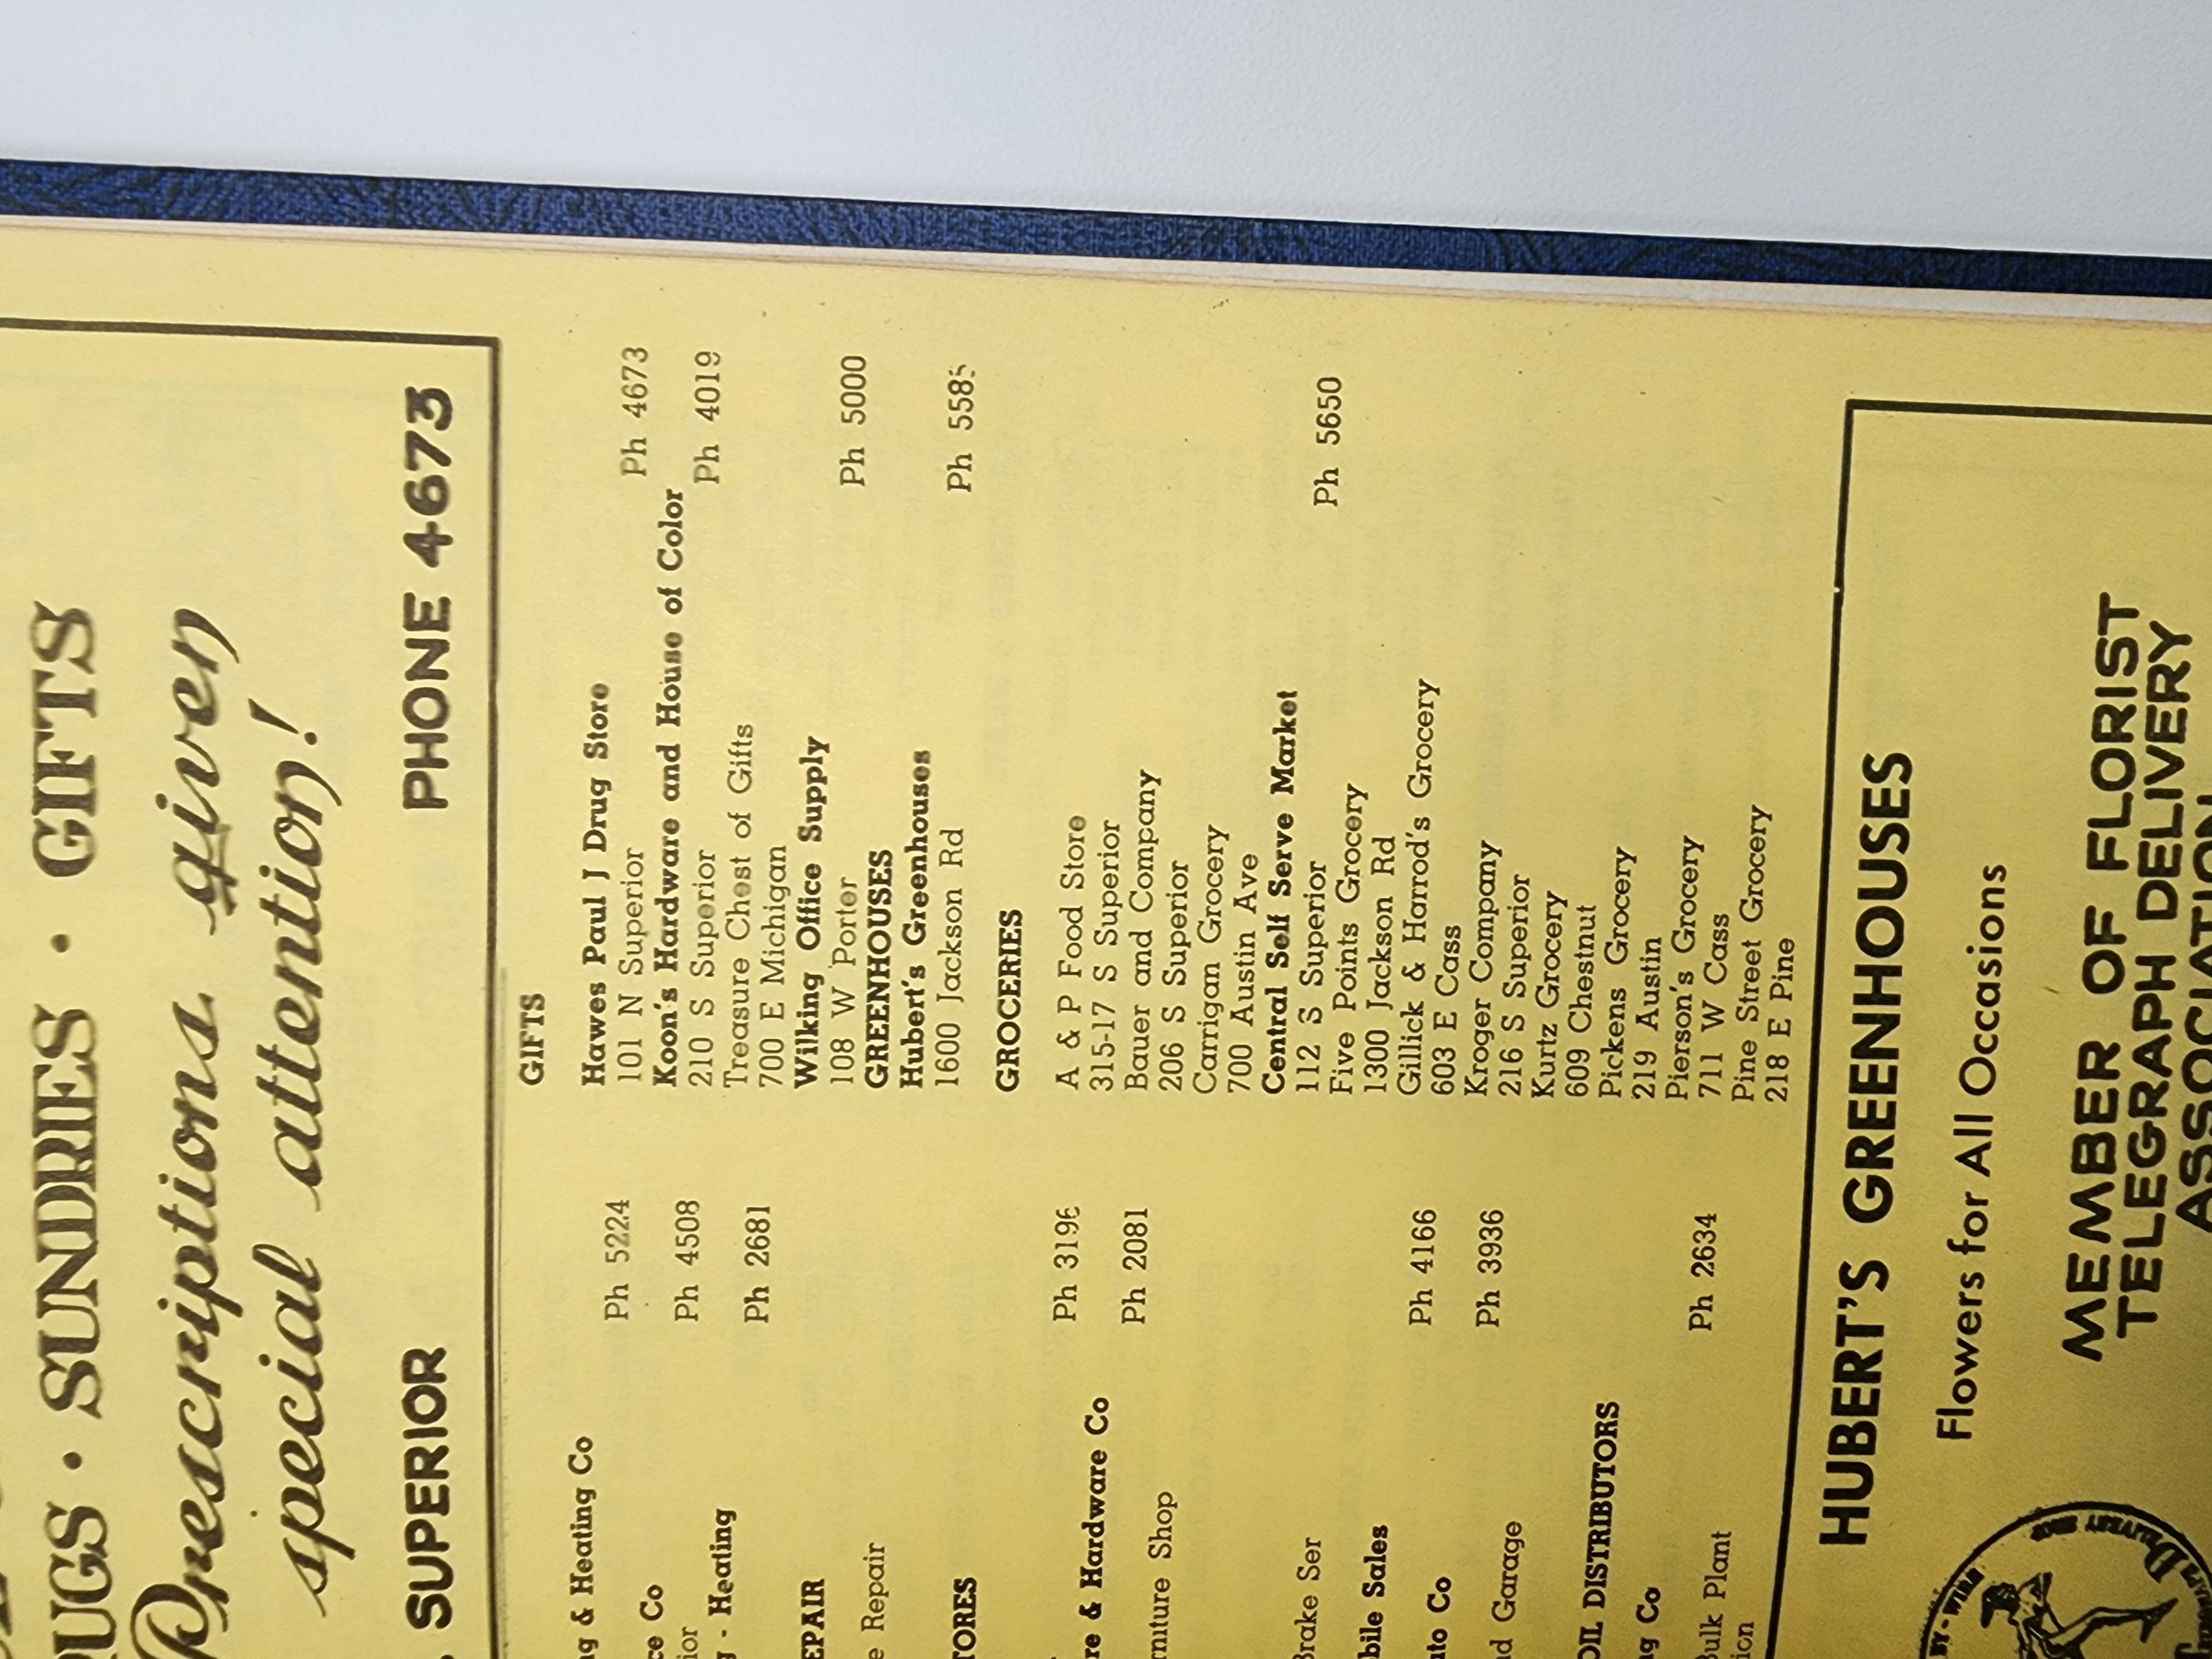 UGS · SUNDRIES · GIFTS
Prescriptions given
special attention!
SUPERIOR PHONE 4673
& Heating Co
Ph 5224
ce Co
Ph 4508
- Heating
Ph 2681
EPAIR
e Repair
TORES
Ph 319
re & Hardware Co
Ph 2081
rniture Shop
Brake Ser
bile Sales
Ph 4166
uto Co
Ph 3936
nd Garage
OIL DISTRIBUTORS
ng Co
Ph 2634
Bulk Plant
GIFTS
Hawes Paul J Drug Store
101 N Superior Ph 4673
Koon's Hardware and House of Color
210 S Superior Ph 4019
Treasure Chest of Gifts
700 E Michigan
Wilking Office Supply
108 W Porter Ph 5000
GREENHOUSES
Hubert's Greenhouses
1600 Jackson Rd Ph 558
GROCERIES
A & P Food Store
315-17 S Superior
Bauer and Company
206 S Superior
Carrigan Grocery
700 Austin Ave
Central Self Serve Market
112 S Superior Ph 5650
Five Points Grocery
1300 Jackson Rd
Gillick & Harrod's Grocery
603 E Cass
Kroger Company
216 S Superior
Kurtz Grocery
609 Chestnut
Pickens Grocery
219 Austin
Pierson's Grocery
711 W Cass
Pine Street Grocery
218 E Pine
HUBERT'S GREENHOUSES
Flowers for All Occasions
MEMBER OF FLORIST
TELEGRAPH DELIVERY
ASSOCIATION